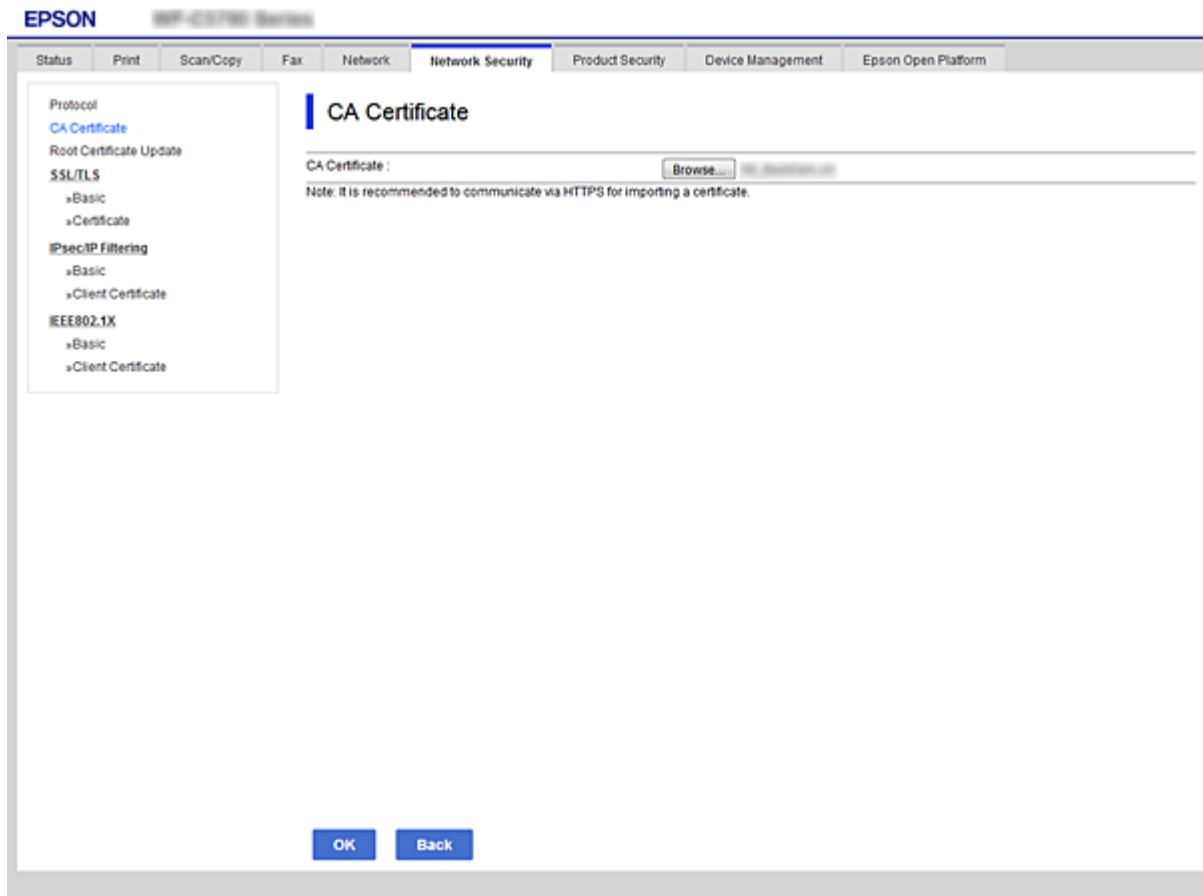 EPSON
Status Print Scan/Copy Fax Network Network Security Product Security Device Management Epson Open Platform
Protocol
CA Certificate
Root Certificate Update
SSL/TLS
»Basic
»Certificate
IPsec/IP Filtering
»Basic
»Client Certificate
IEEE802.1X
»Basic
»Client Certificate
CA Certificate
CA Certificate : Browse...
Note: It is recommended to communicate via HTTPS for importing a certificate.
OK Back